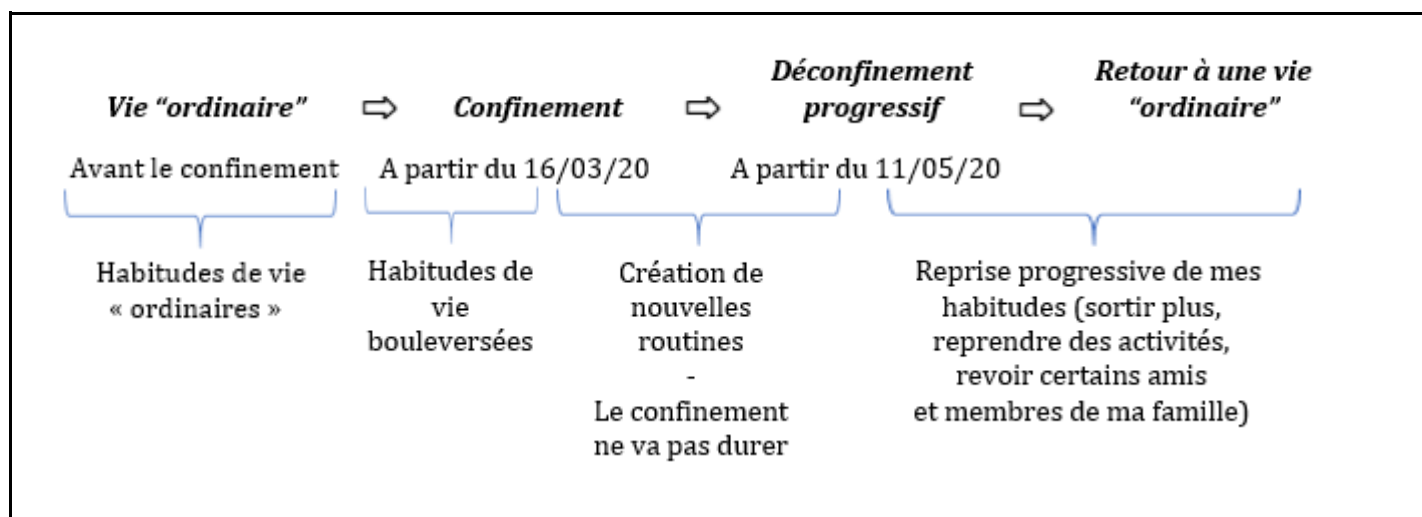 Vie “ordinaire” ⇨ Confinement ⇨ Déconfinement progressif ⇨ Retour à une vie “ordinaire”
Avant le confinement
A partir du 16/03/20
A partir du 11/05/20
Habitudes de vie
« ordinaires »
Habitudes de
vie
bouleversées
Création de
nouvelles
routines
-
Le confinement
ne va pas durer
Reprise progressive de mes
habitudes (sortir plus,
reprendre des activités,
revoir certains amis
et membres de ma famille)